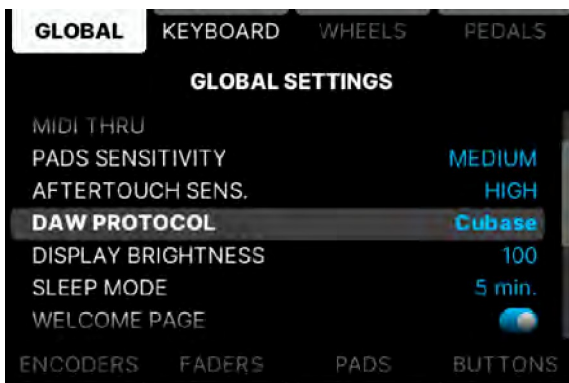 GLOBAL KEYBOARD WHEELS PEDALS
GLOBAL SETTINGS
MIDI THRU
PADS SENSITIVITY MEDIUM
AFTERTOUCH SENS. HIGH
DAW PROTOCOL Cubase
DISPLAY BRIGHTNESS 100
SLEEP MODE 5 min.
WELCOME PAGE
ENCODERS FADERS PADS BUTTONS